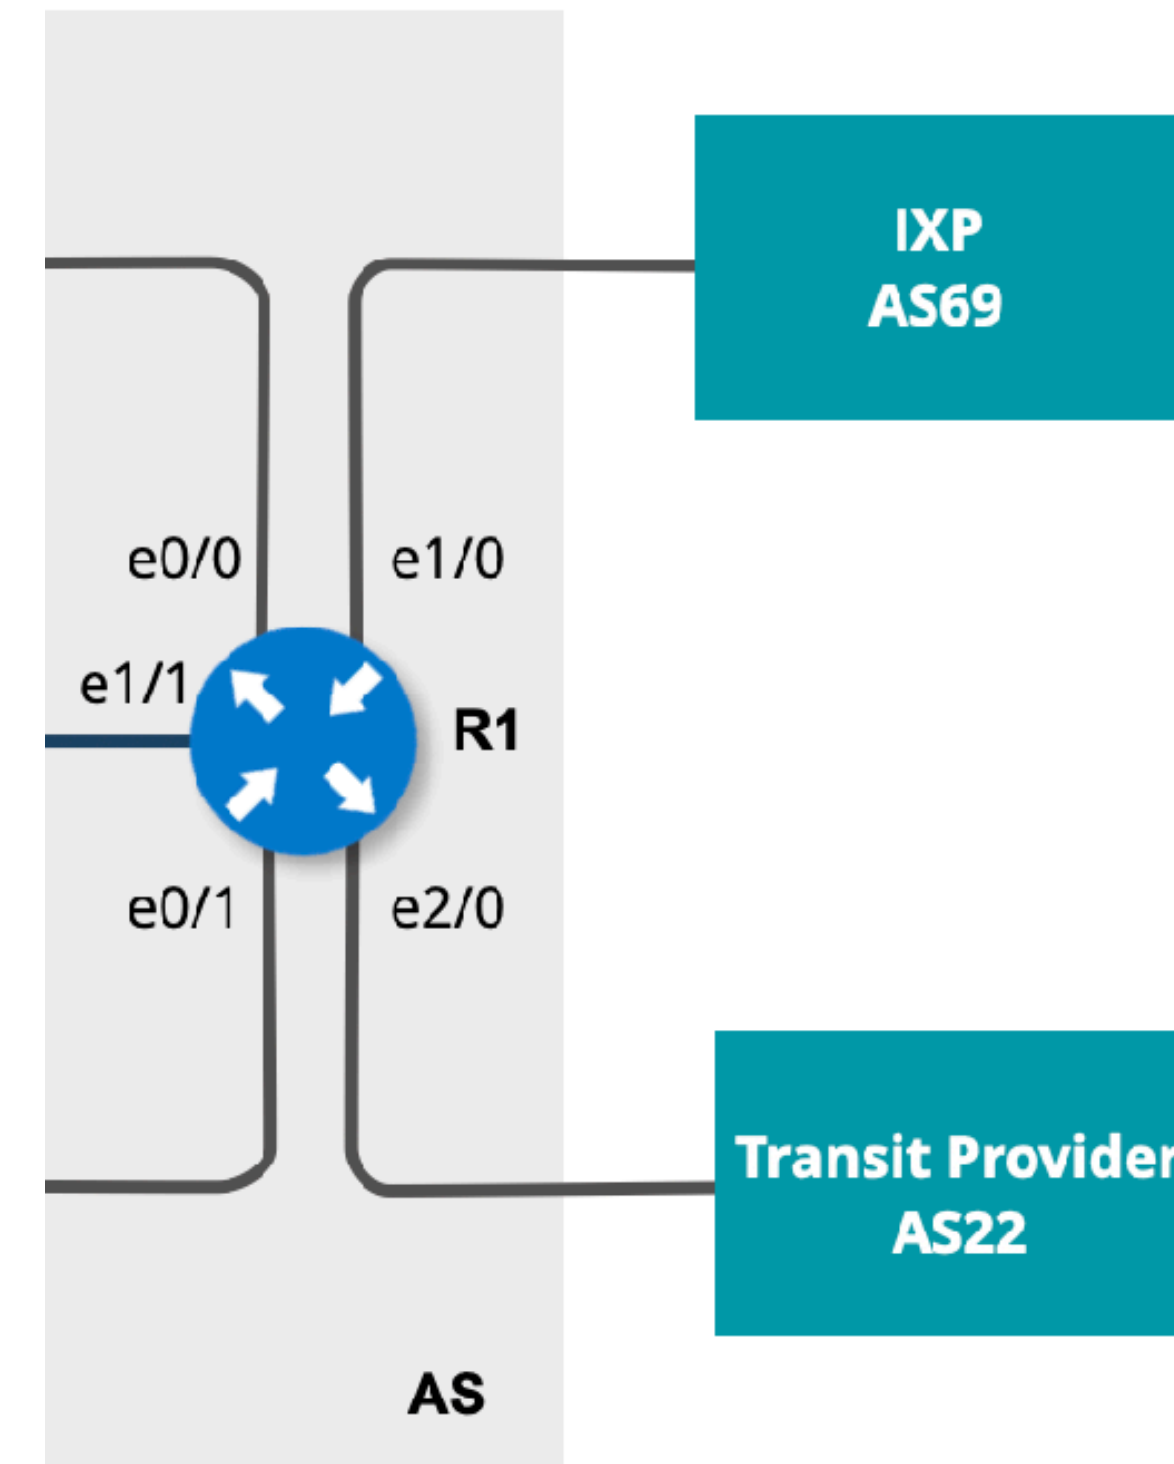 IXP
AS69
e0/0
e1/0
e1/1
R1
e0/1
e2/0
Transit Provider
AS22
AS